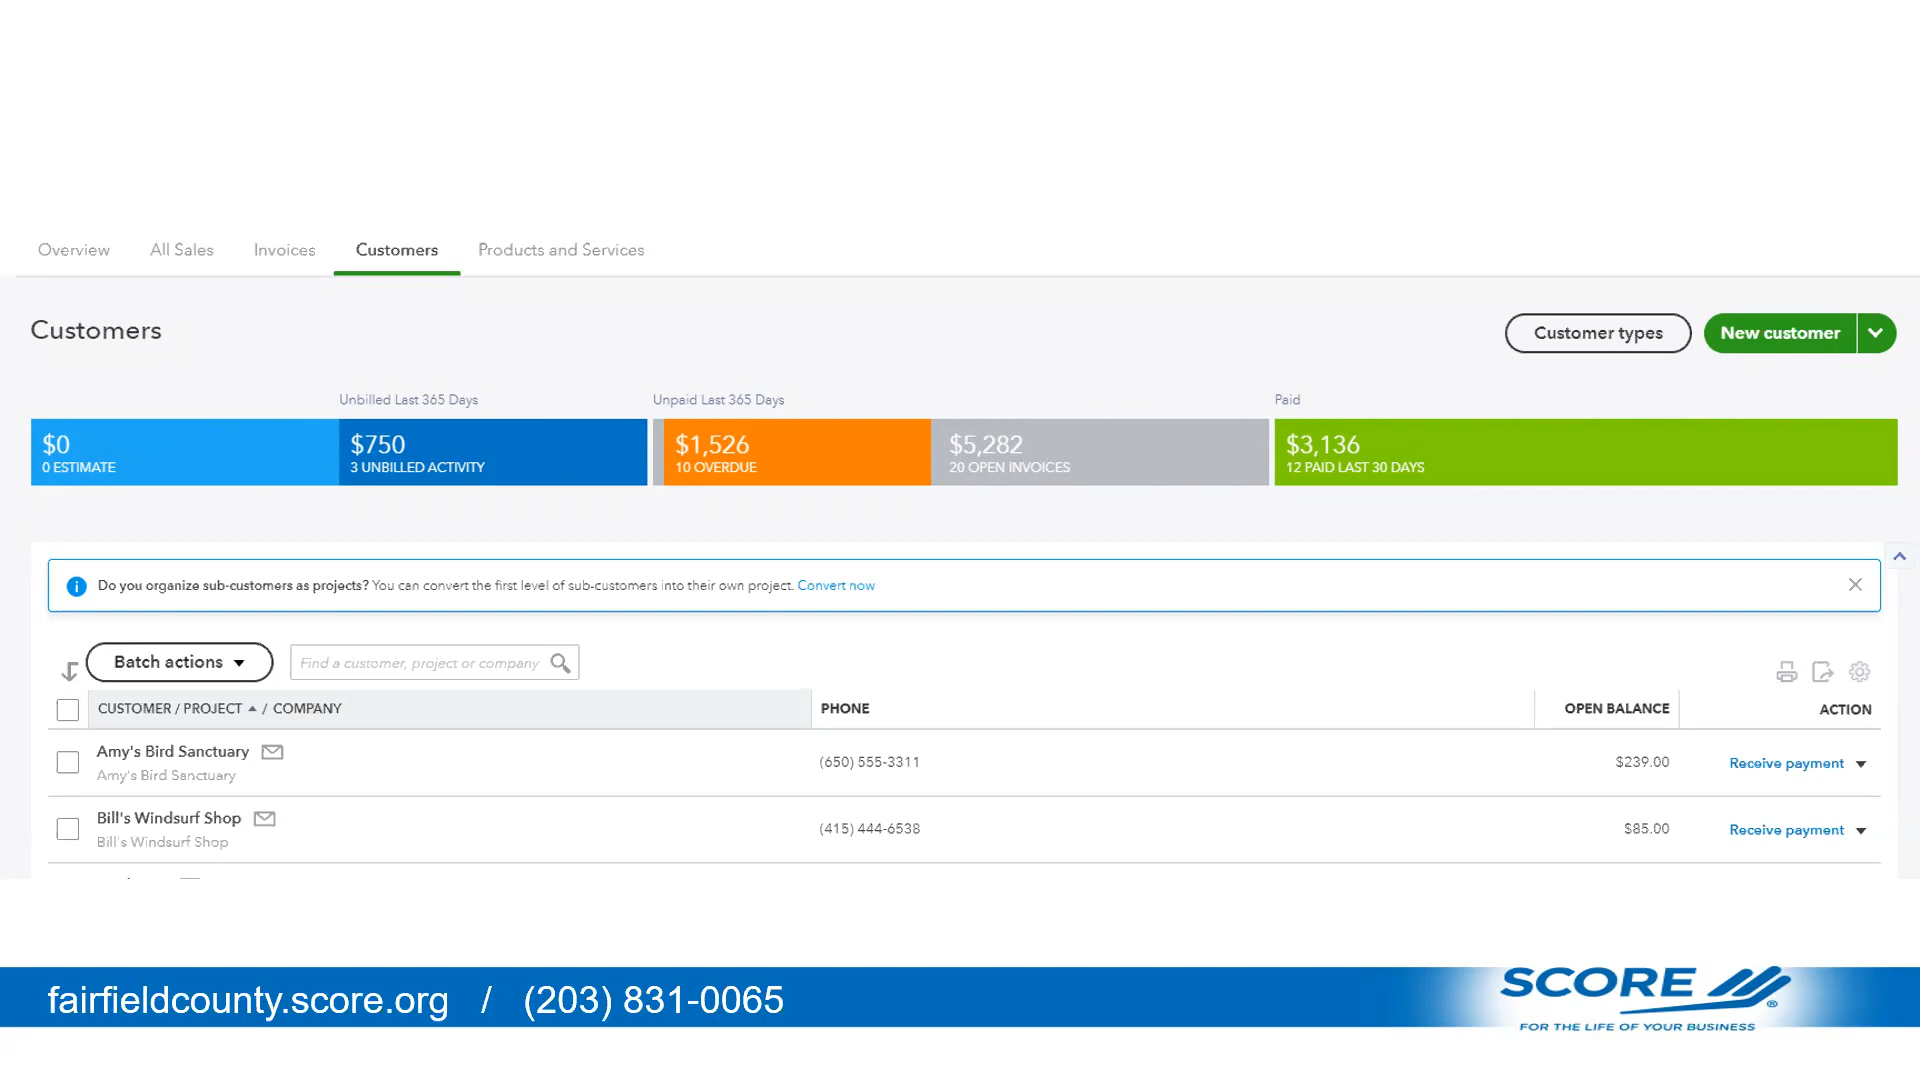 Overview All Sales Invoices Customers Products and Services
Customers
Customer types New customer
Unbilled Last 365 Days Unpaid Last 365 Days Paid
$0 $750 $1,526 $5,282 $3,136
0 ESTIMATE 3 UNBILLED ACTIVITY 10 OVERDUE 20 OPEN INVOICES 12 PAID LAST 30 DAYS
Do you organize sub-customers as projects? You can convert the first level of sub-customers into their own project. Convert now
Batch actions Find a customer, project or company
CUSTOMER / PROJECT / COMPANY PHONE OPEN BALANCE ACTION
Amy's Bird Sanctuary
Amy's Bird Sanctuary (650) 555-3311 $239.00 Receive payment
Bill's Windsurf Shop
Bill's Windsurf Shop (415) 444-6538 $85.00 Receive payment
fairfieldcounty.score.org / (203) 831-0065
SCORE ®
FOR THE LIFE OF YOUR BUSINESS